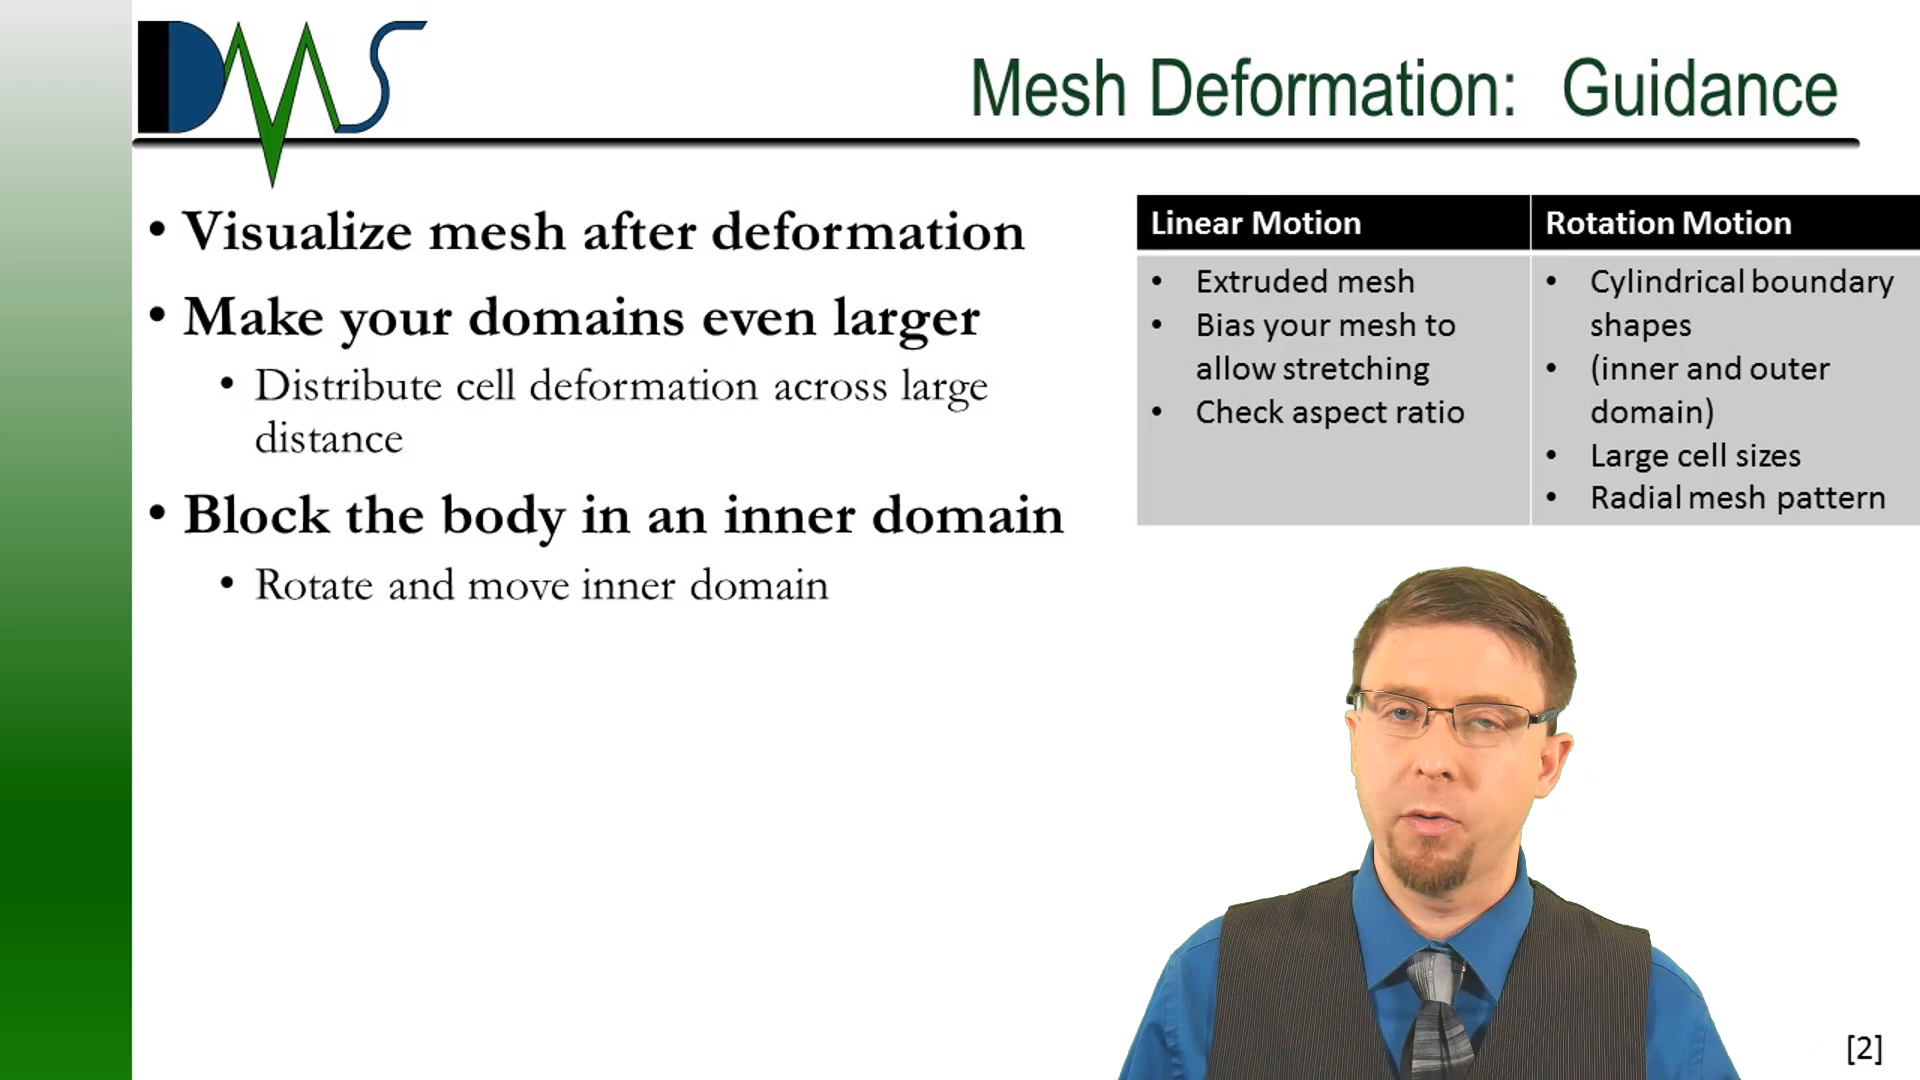 DMS
Mesh Deformation: Guidance
• Visualize mesh after deformation
• Make your domains even larger
• Distribute cell deformation across large
distance
• Block the body in an inner domain
• Rotate and move inner domain
Linear Motion
• Extruded mesh
• Bias your mesh to
allow stretching
• Check aspect ratio
Rotation Motion
• Cylindrical boundary
shapes
• (inner and outer
domain)
• Large cell sizes
• Radial mesh pattern
[2]